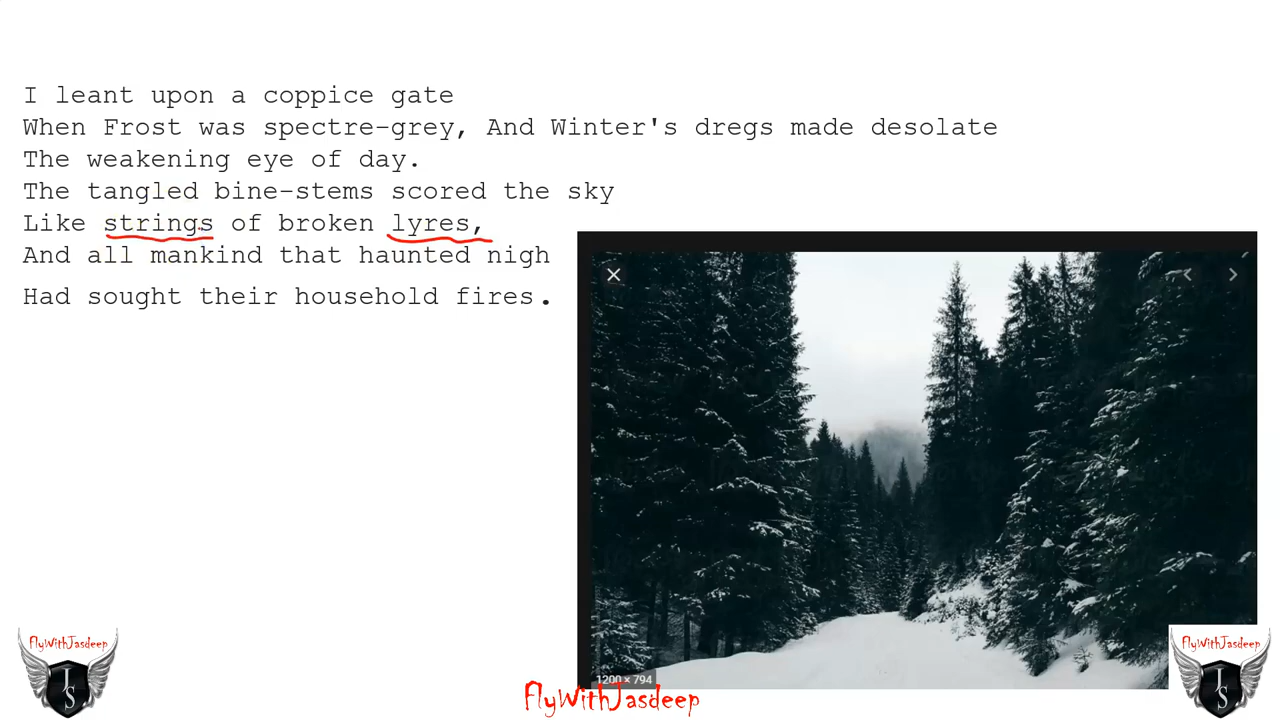 I leant upon a coppice gate
When Frost was spectre-grey, And Winter's dregs made desolate
The weakening eye of day.
The tangled bine-stems scored the sky
Like strings of broken lyres,
And all mankind that haunted nigh
Had sought their household fires.
1200 × 794
FlyWithJasdeep
JS
FlyWithJasdeep
FlyWithJasdeep
JS